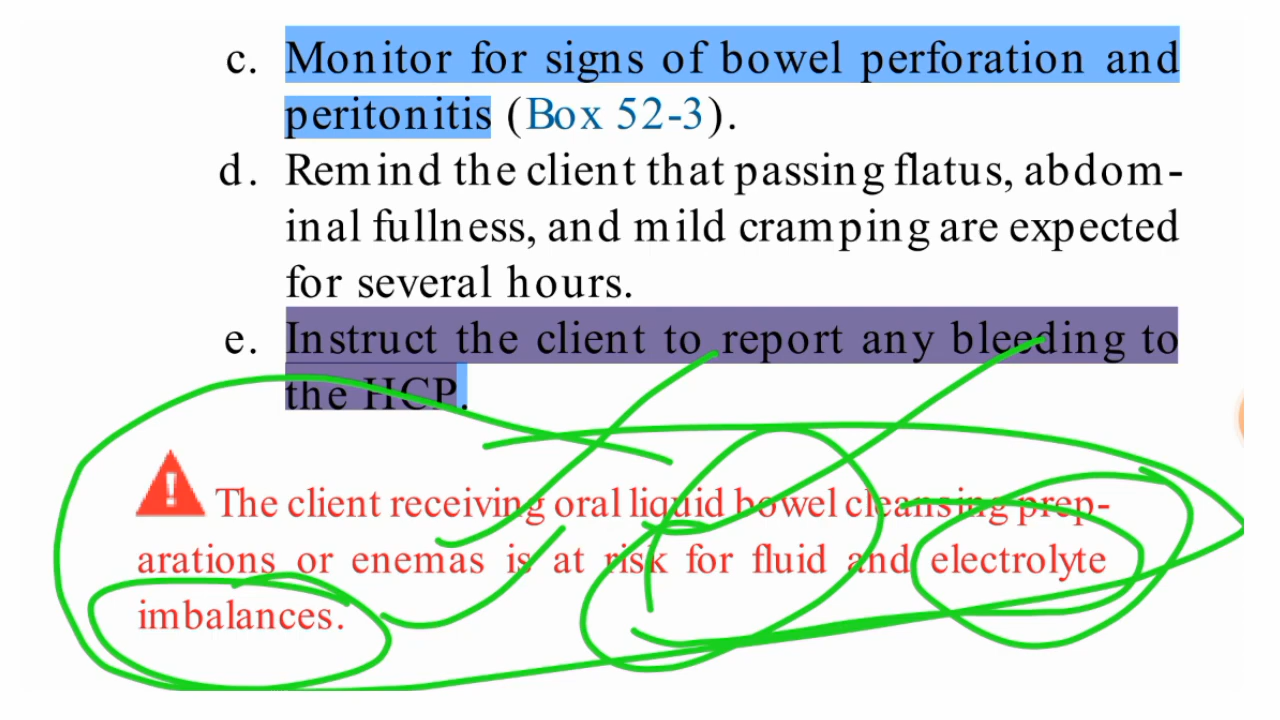 c. Monitor for signs of bowel perforation and
peritonitis (Box 52-3).
d. Remind the client that passing flatus, abdom-
inal fullness, and mild cramping are expected
for several hours.
e. Instruct the client to report any bleeding to
the HCP.
The client receiving oral liquid bowel cleansing prep-
arations or enemas is at risk for fluid and electrolyte
imbalances.